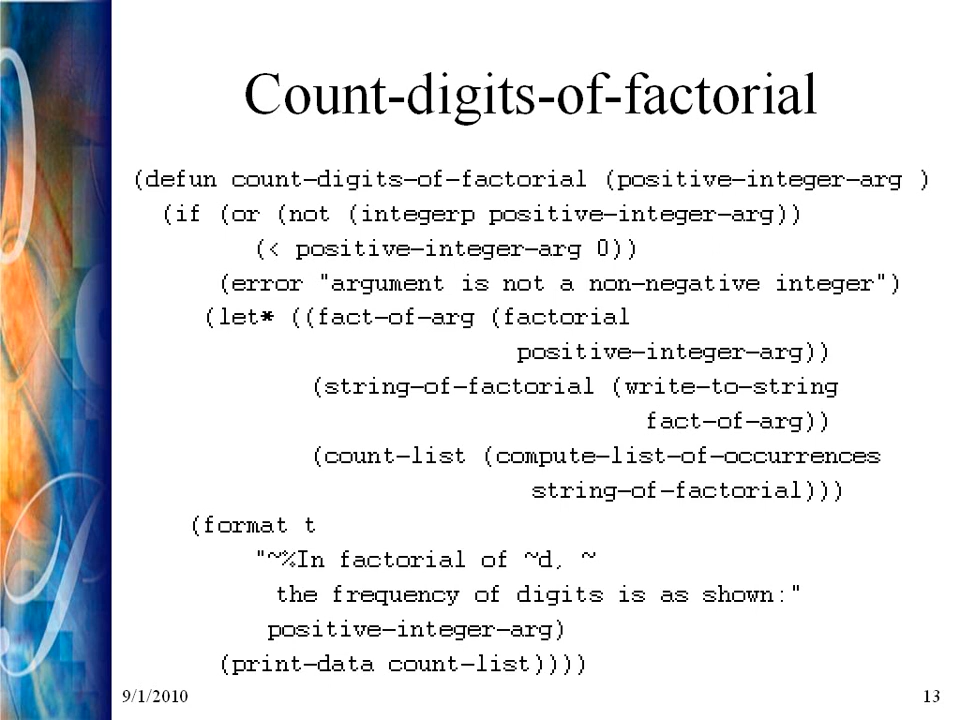 Count-digits-of-factorial
(defun count-digits-of-factorial (positive-integer-arg )
(if (or (not (integerp positive-integer-arg))
(< positive-integer-arg 0))
(error "argument is not a non-negative integer")
(let* ((fact-of-arg (factorial
positive-integer-arg))
(string-of-factorial (write-to-string
fact-of-arg))
(count-list (compute-list-of-occurrences
string-of-factorial)))
(format t
"~%In factorial of ~d, ~
the frequency of digits is as shown:"
positive-integer-arg)
(print-data count-list))))
9/1/2010
13